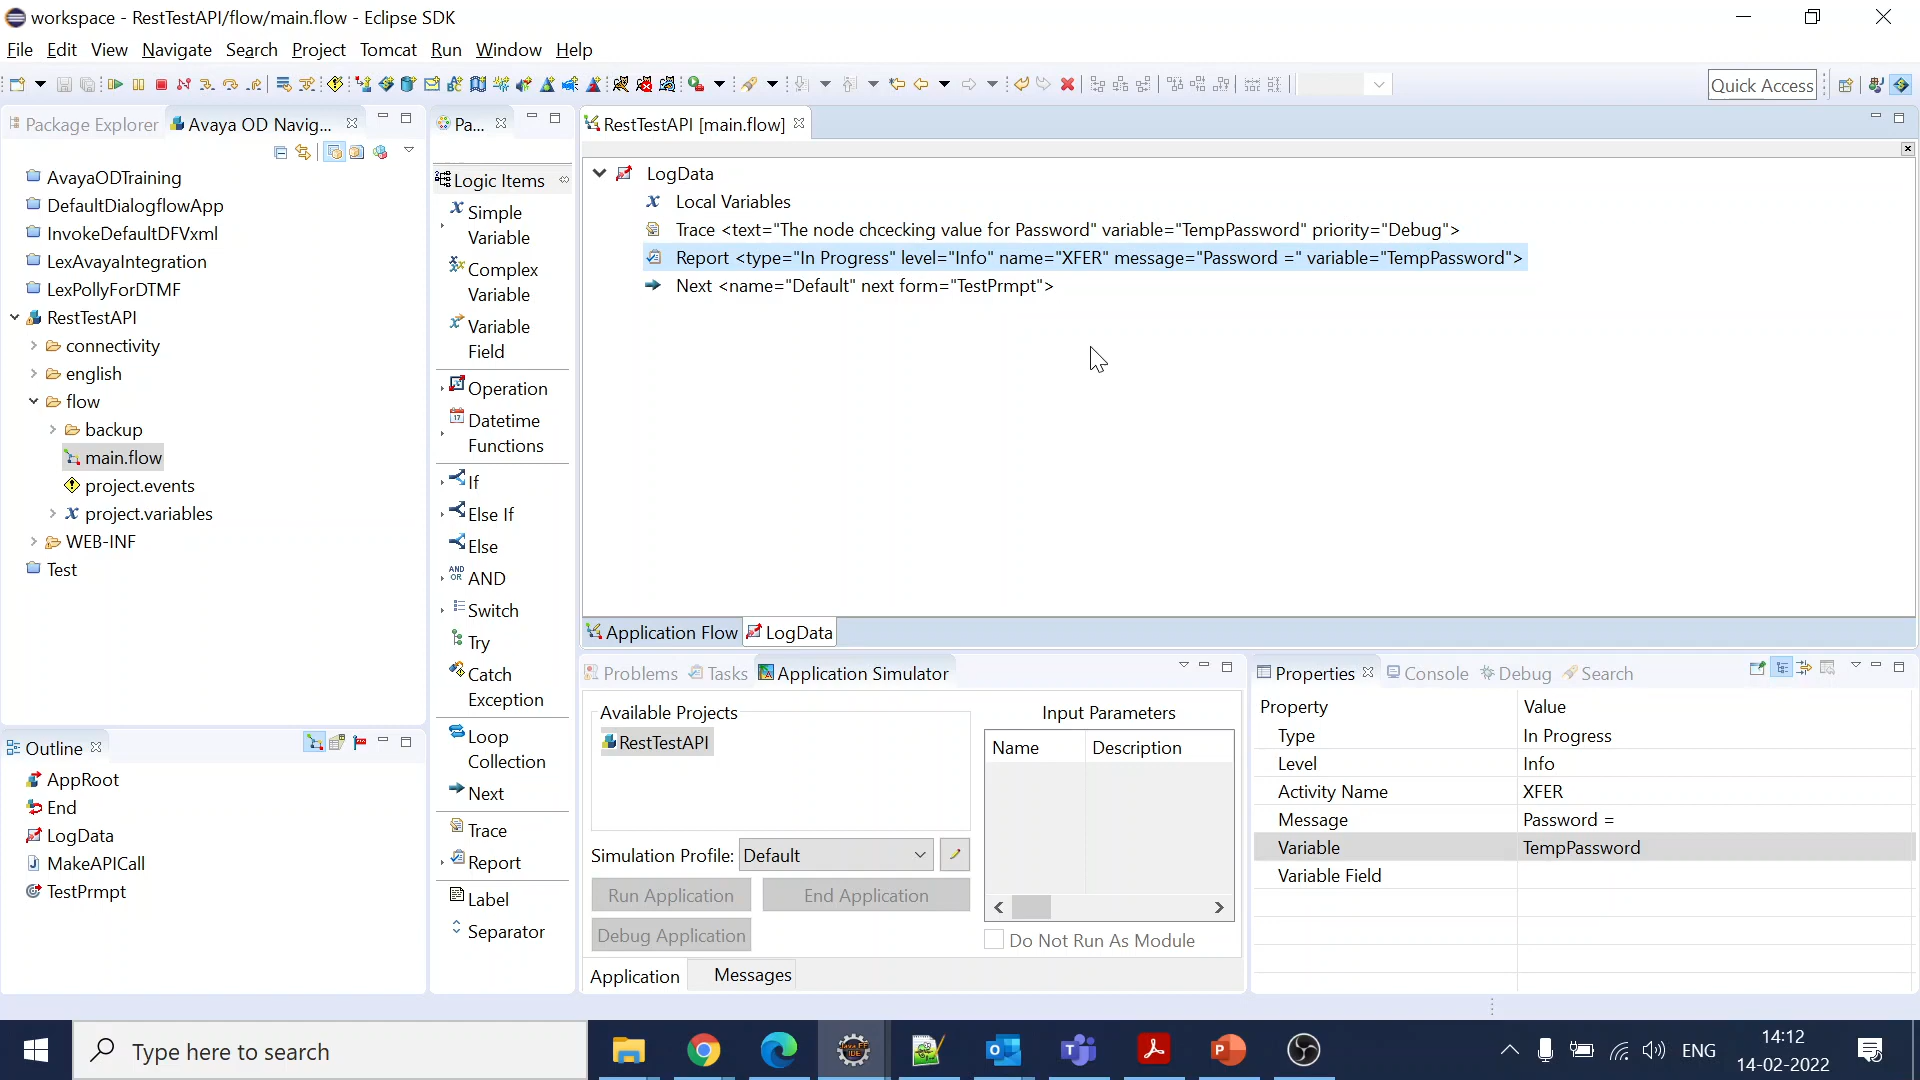 workspace - RestTestAPI/flow/main.flow - Eclipse SDK
File Edit View Navigate Search Project Tomcat Run Window Help
Quick Access
Package Explorer
Avaya OD Navig...
AvayaODTraining
DefaultDialogflowApp
InvokeDefaultDFVxml
LexAvayaIntegration
LexPollyForDTMF
RestTestAPI
connectivity
english
flow
backup
main.flow
project.events
project.variables
WEB-INF
Test
Outline
AppRoot
End
LogData
MakeAPICall
TestPrmpt
Pa...
Logic Items
Simple
Variable
Complex
Variable
Variable
Field
Operation
Datetime
Functions
If
Else If
Else
AND
OR
AND
Switch
Try
Catch
Exception
Loop
Collection
Next
Trace
Report
Label
Separator
RestTestAPI [main.flow]
LogData
Local Variables
Trace <text="The node chcecking value for Password" variable="TempPassword" priority="Debug">
Report <type="In Progress" level="Info" name="XFER" message="Password =" variable="TempPassword">
Next <name="Default" next form="TestPrmpt">
Application Flow
LogData
Problems
Tasks
Application Simulator
Available Projects
RestTestAPI
Simulation Profile: Default
Run Application
End Application
Debug Application
Input Parameters
Name Description
Do Not Run As Module
Application
Messages
Properties
Console
Debug
Search
Property Value
Type In Progress
Level Info
Activity Name XFER
Message Password =
Variable TempPassword
Variable Field
Type here to search
ENG
14:12
14-02-2022